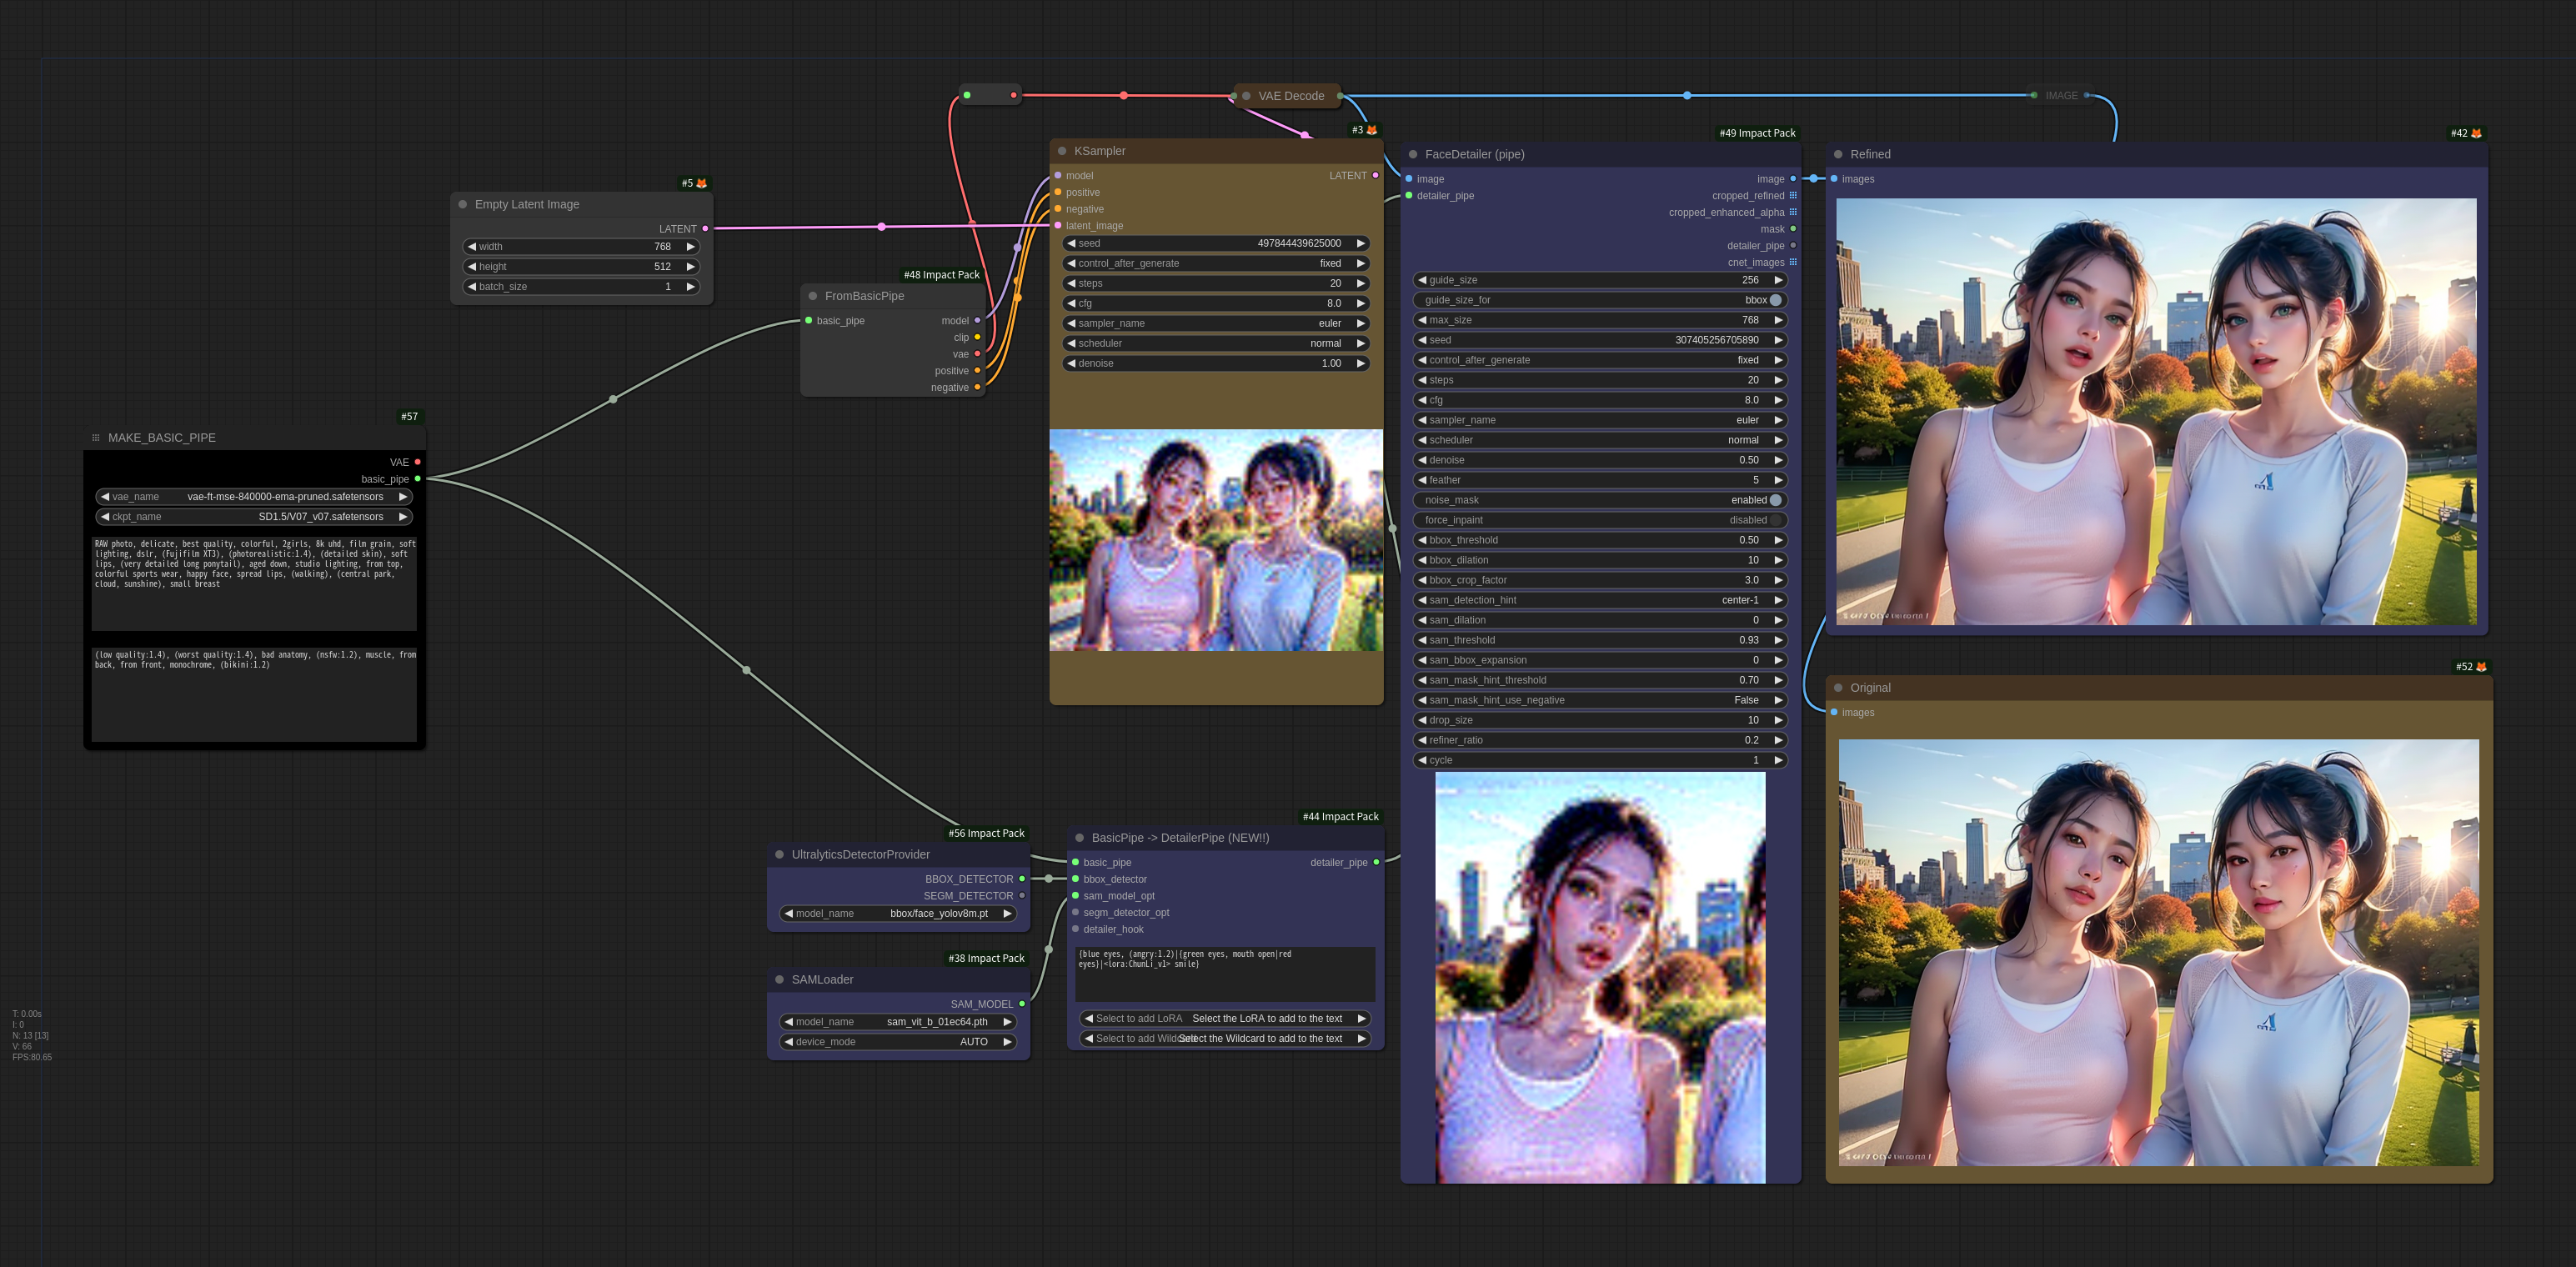 VAE Decode
IMAGE
#5
Empty Latent Image
LATENT
width 768
height 512
batch_size 1
#48 Impact Pack
FromBasicPipe
basic_pipe
model
clip
vae
positive
negative
#57
MAKE_BASIC_PIPE
VAE
basic_pipe
vae_name vae-ft-mse-840000-ema-pruned.safetensors
ckpt_name SD1.5/V07_v07.safetensors
RAW photo, delicate, best quality, colorful, 2girls, 8k uhd, film grain, soft
lighting, dslr, (Fujifilm XT3), (photorealistic:1.4), (detailed skin), soft
lips, (very detailed long ponytail), aged down, studio lighting, from top,
colorful sports wear, happy face, spread lips, (walking), (central park,
cloud, sunshine), small breast
(low quality:1.4), (worst quality:1.4), bad anatomy, (nsfw:1.2), muscle, from
back, from front, monochrome, (bikini:1.2)
#3
KSampler
model LATENT
positive
negative
latent_image
seed 497844439625000
control_after_generate fixed
steps 20
cfg 8.0
sampler_name euler
scheduler normal
denoise 1.00
#56 Impact Pack
UltralyticsDetectorProvider
BBOX_DETECTOR
SEGM_DETECTOR
model_name bbox/face_yolov8m.pt
#38 Impact Pack
SAMLoader
SAM_MODEL
model_name sam_vit_b_01ec64.pth
device_mode AUTO
#44 Impact Pack
BasicPipe -> DetailerPipe (NEW!!)
basic_pipe detailer_pipe
bbox_detector
sam_model_opt
segm_detector_opt
detailer_hook
{blue eyes, (angry:1.2)|{green eyes, mouth open|red
eyes}|<lora:ChunLi_v1> smile}
Select to add LoRA Select the LoRA to add to the text
Select to add Select the Wildcard to add to the text
#49 Impact Pack
FaceDetailer (pipe)
image image
detailer_pipe cropped_refined
cropped_enhanced_alpha
mask
detailer_pipe
cnet_images
guide_size 256
guide_size_for bbox
max_size 768
seed 307405256705890
control_after_generate fixed
steps 20
cfg 8.0
sampler_name euler
scheduler normal
denoise 0.50
feather 5
noise_mask enabled
force_inpaint disabled
bbox_threshold 0.50
bbox_dilation 10
bbox_crop_factor 3.0
sam_detection_hint center-1
sam_dilation 0
sam_threshold 0.93
sam_bbox_expansion 0
sam_mask_hint_threshold 0.70
sam_mask_hint_use_negative False
drop_size 10
refiner_ratio 0.2
cycle 1
#42
Refined
images
#52
Original
images
T: 0.00s
I: 0
N: 13 [13]
V: 66
FPS:80.65